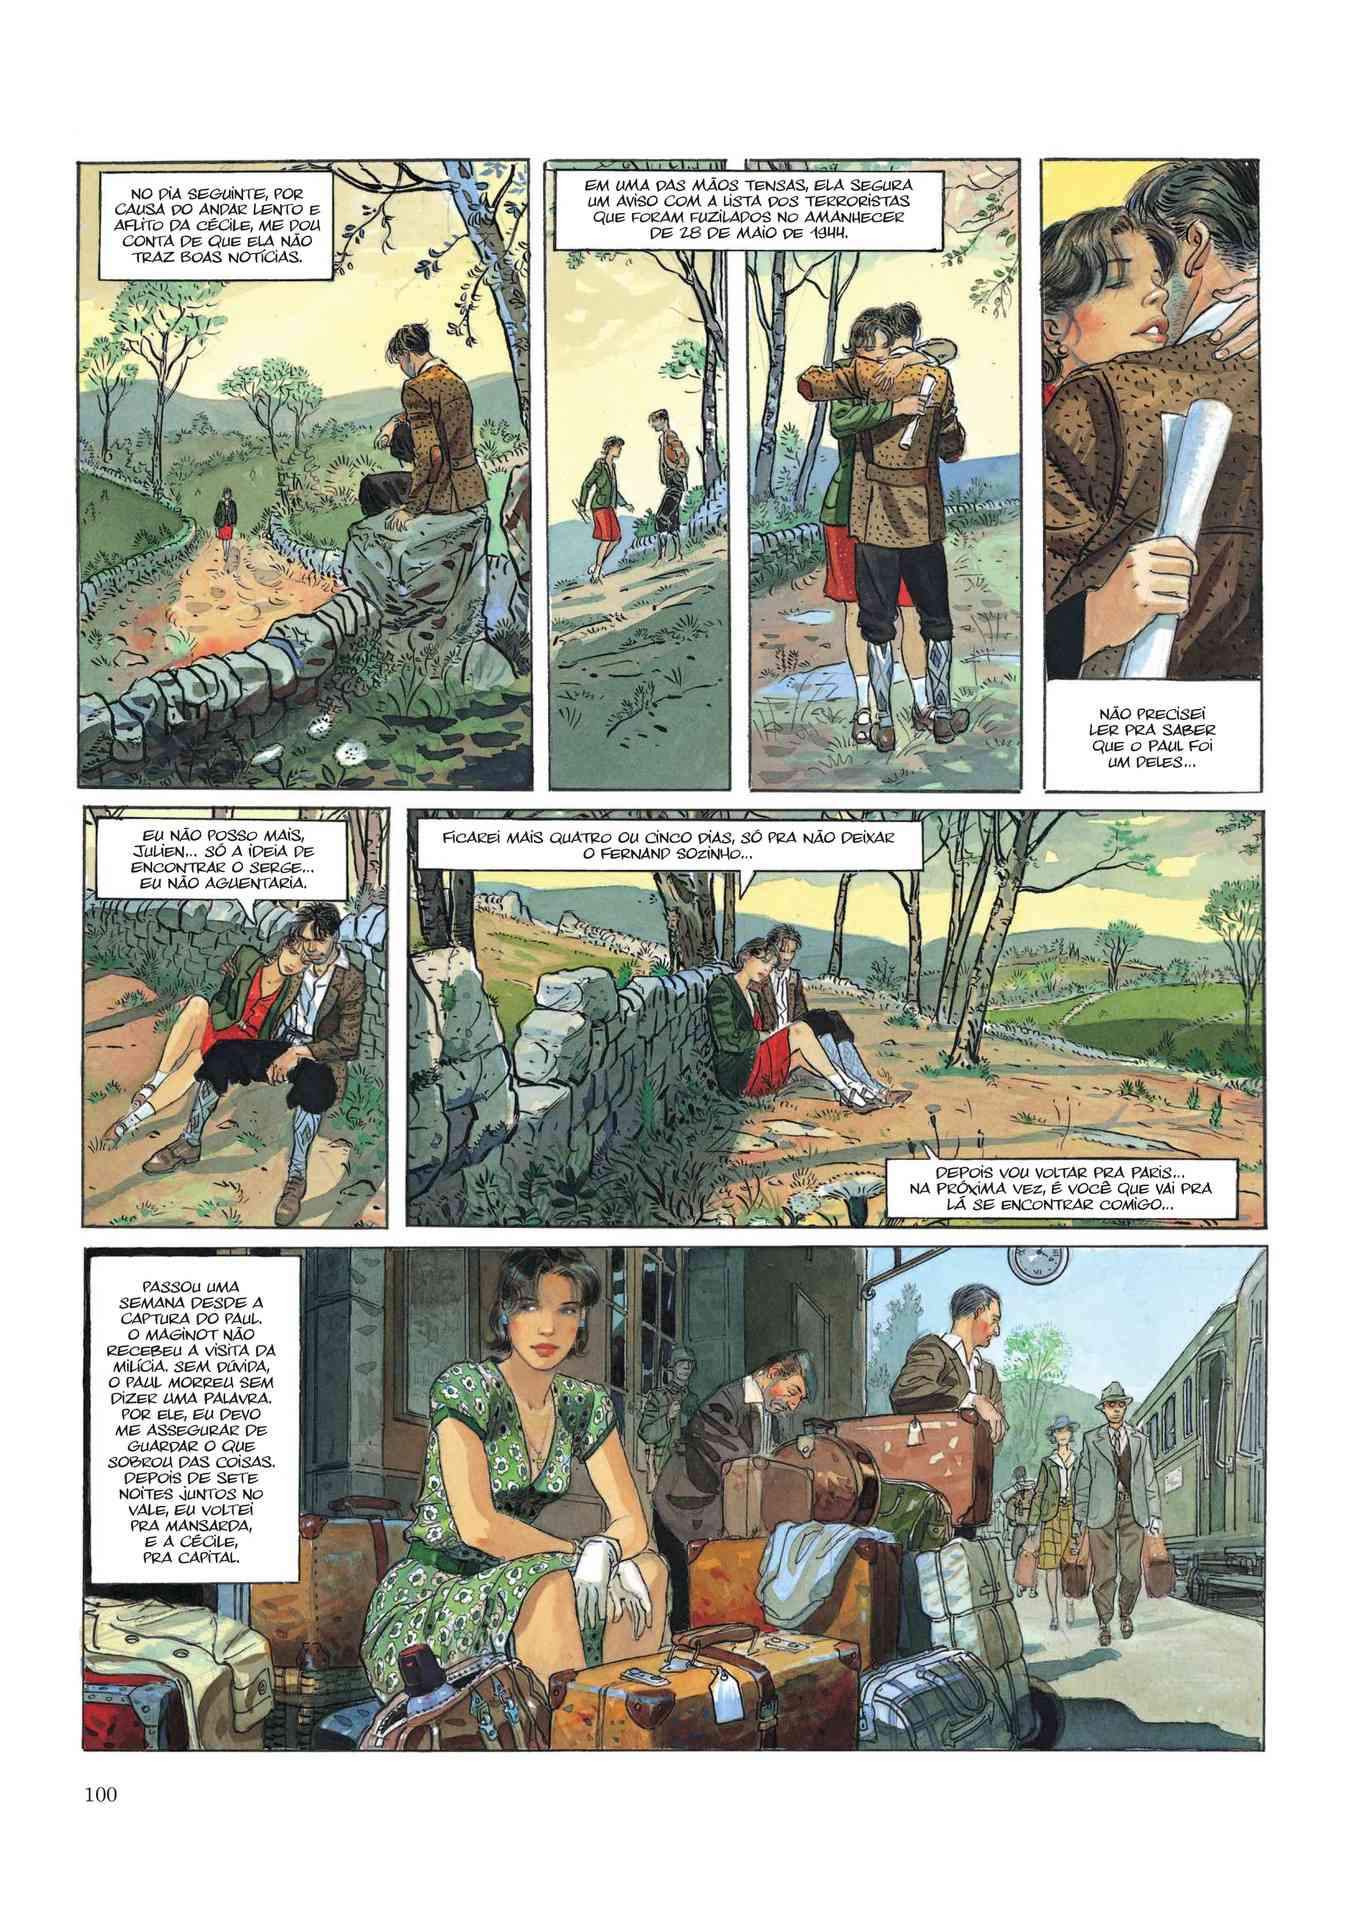 NO DIA SEGUINTE, POR
CAUSA DO ANDAR LENTO E
AFLITO DA CÉCILE, ME DOU
CONTA DE QUE ELA NÃO
TRAZ BOAS NOTÍCIAS.
EM UMA DAS MÃOS TENSAS, ELA SEGURA
UM AVISO COM A LISTA DOS TERRORISTAS
QUE FORAM FUZILADOS NO AMANHECER
DE 28 DE MAIO DE 1944.
NÃO PRECISEI
LER PRA SABER
QUE O PAUL FOI
UM DELES...
EU NÃO POSSO MAIS,
JULIEN... SÓ A IDEIA DE
ENCONTRAR O SERGE...
EU NÃO AGUENTARIA.
FICAREI MAIS QUATRO OU CINCO DIAS, SÓ PRA NÃO DEIXAR
O FERNAND SOZINHO...
DEPOIS VOU VOLTAR PRA PARIS...
NA PRÓXIMA VEZ, É VOCÊ QUE VAI PRA
LÁ SE ENCONTRAR COMIGO...
PASSOU UMA
SEMANA DESDE A
CAPTURA DO PAUL.
O MAGINOT NÃO
RECEBEU A VISITA DA
MILÍCIA. SEM DÚVIDA,
O PAUL MORREU SEM
DIZER UMA PALAVRA.
POR ELE, EU DEVO
ME ASSEGURAR DE
GUARDAR O QUE
SOBROU DAS COISAS.
DEPOIS DE SETE
NOITES JUNTOS NO
VALE, EU VOLTEI
PRA MANSARDA,
E A CÉCILE,
PRA CAPITAL.
100